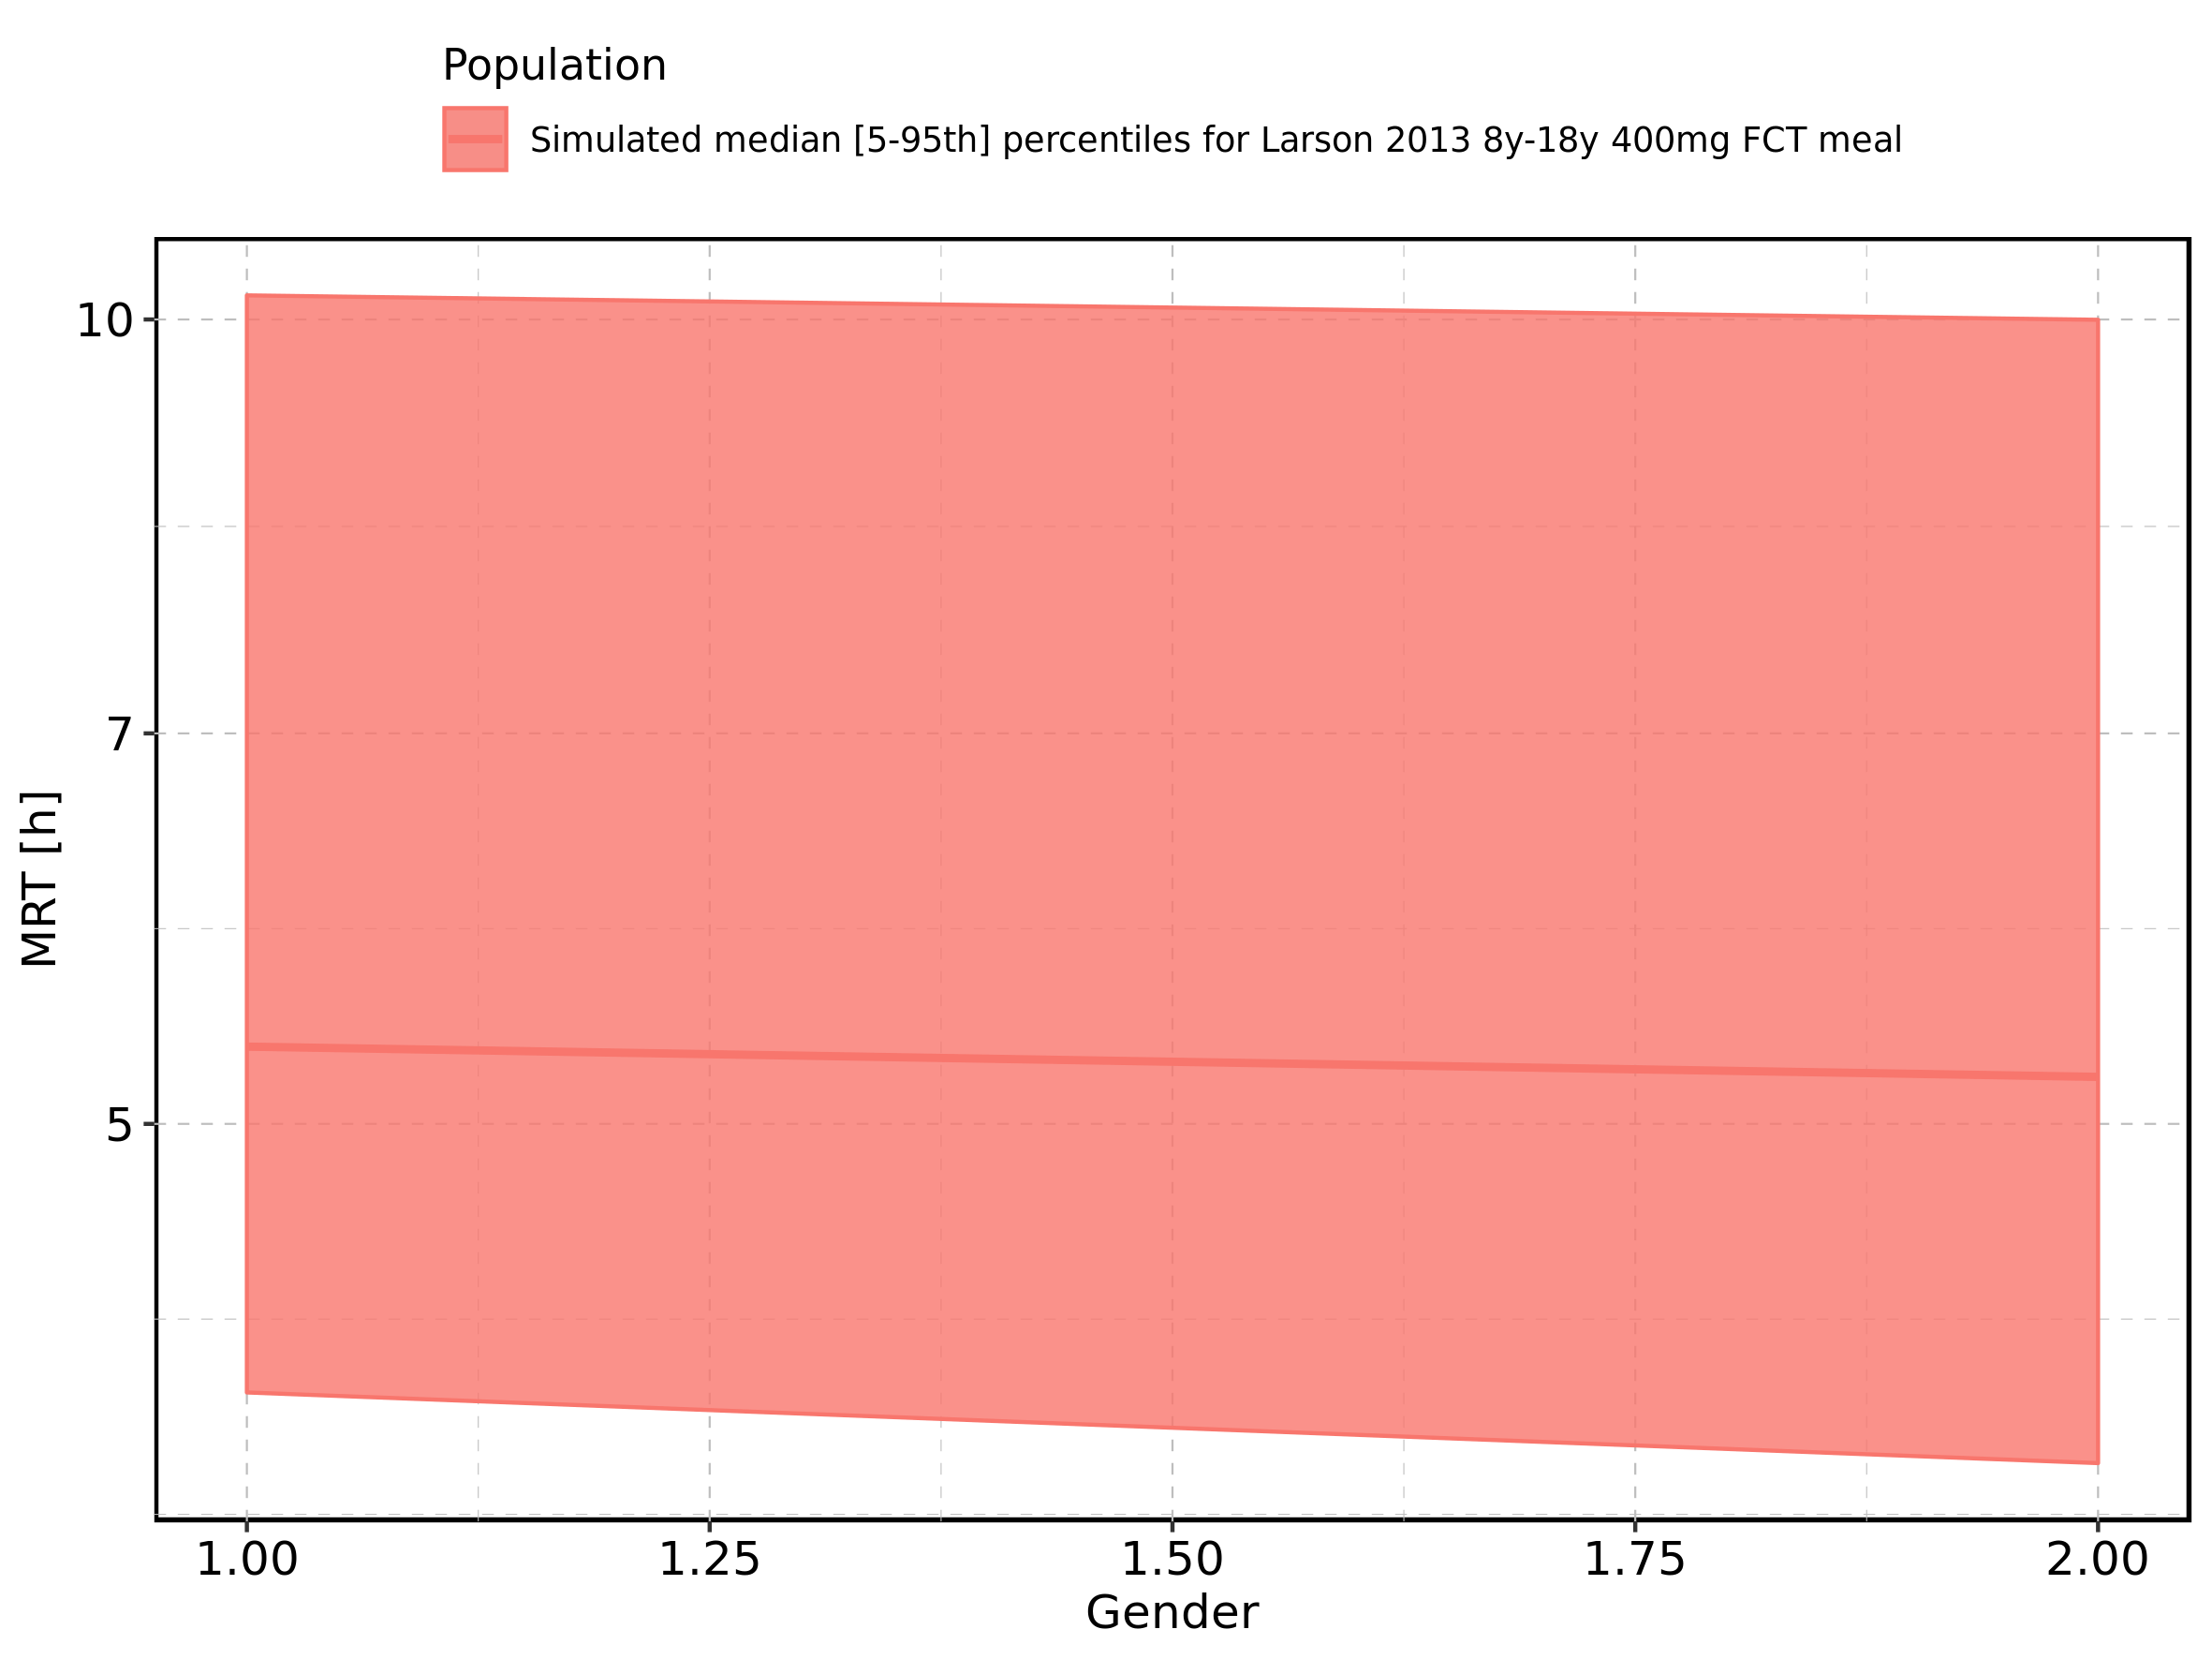 Population
Simulated median [5-95th] percentiles for Larson 2013 8y-18y 400mg FCT meal
10
7
5
MRT [h]
1.00 1.25 1.50 1.75 2.00
Gender